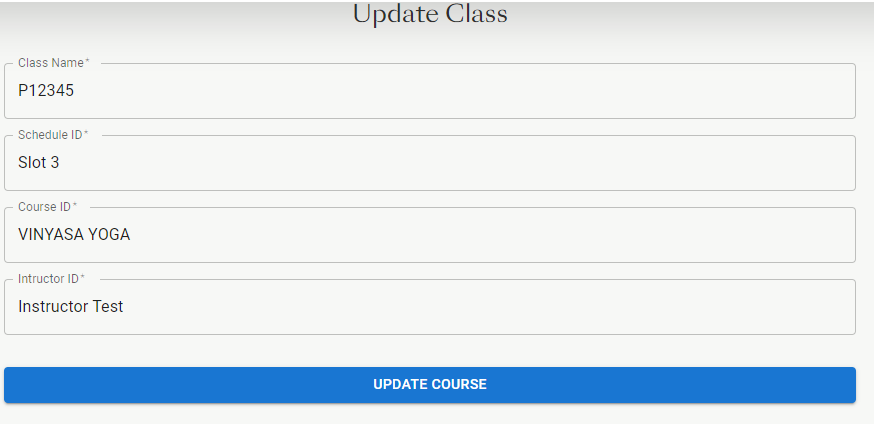 Update Class
Class Name*
P12345
Schedule ID*
Slot 3
Course ID*
VINYASA YOGA
Intructor ID*
Instructor Test
UPDATE COURSE